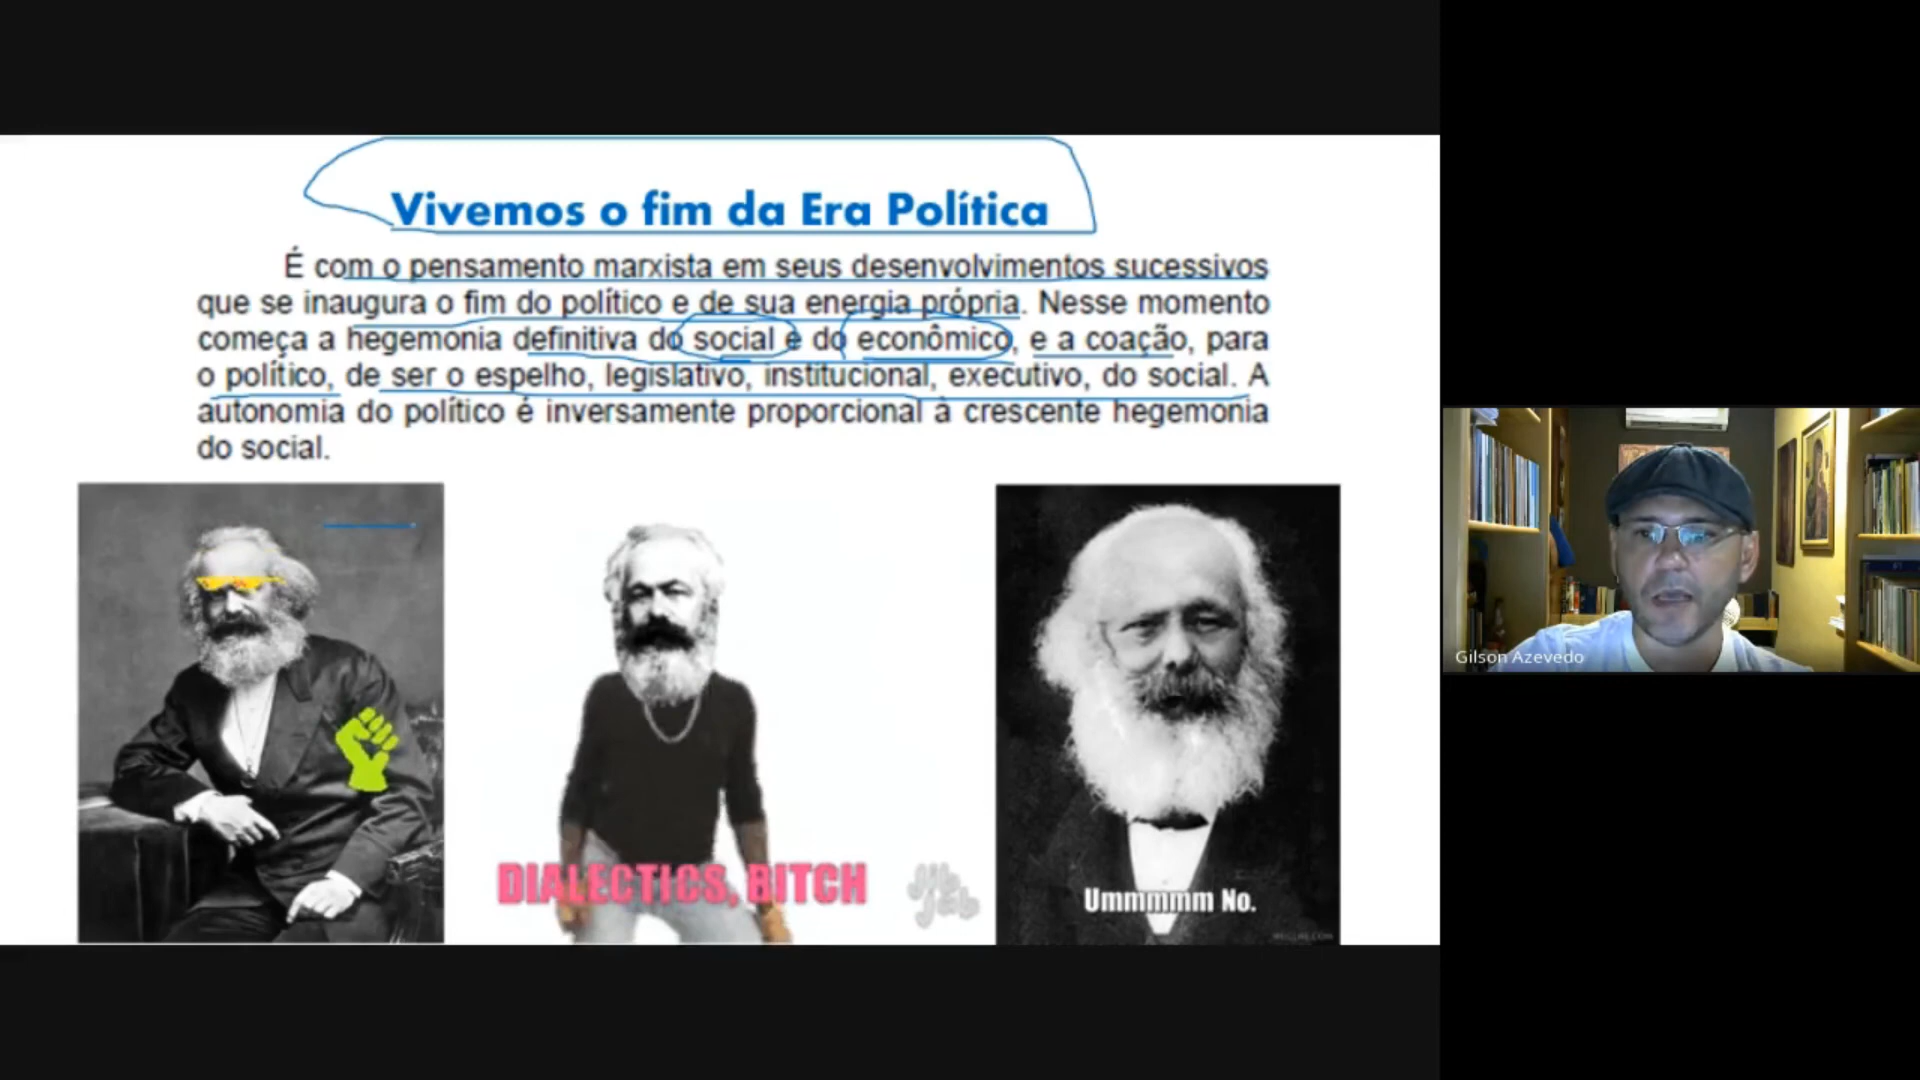 Vivemos o fim da Era Política
É com o pensamento marxista em seus desenvolvimentos sucessivos
que se inaugura o fim do político e de sua energia própria. Nesse momento
começa a hegemonia definitiva do social e do econômico, e a coação, para
o político, de ser o espelho, legislativo, institucional, executivo, do social. A
autonomia do político é inversamente proporcional à crescente hegemonia
do social.
DIALECTICS, BITCH
Ummmmm No.
Gilson Azevedo